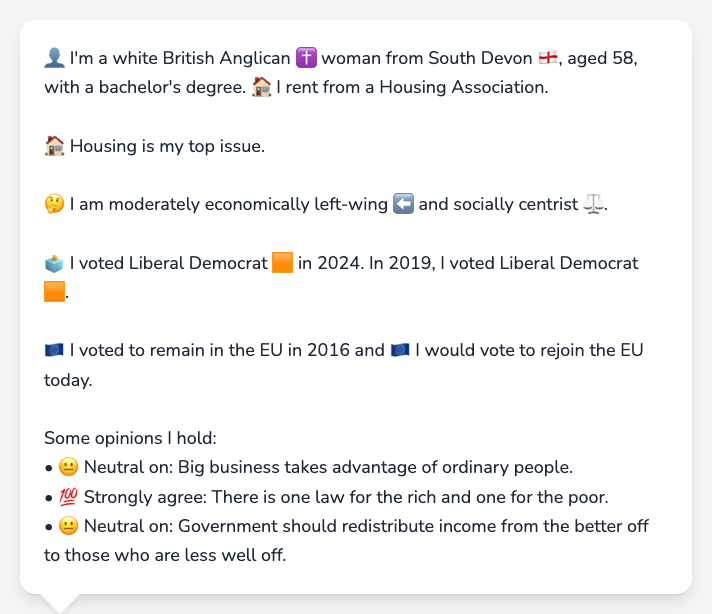 👤 I'm a white British Anglican ✝️ woman from South Devon 🏴󠁧󠁢󠁥󠁮󠁧󠁿, aged 58,
with a bachelor's degree. 🏠 I rent from a Housing Association.
🏠 Housing is my top issue.
🤔 I am moderately economically left-wing ⬅️ and socially centrist ⚖️.
🗳️ I voted Liberal Democrat 🟧 in 2024. In 2019, I voted Liberal Democrat
🟧.
🇪🇺 I voted to remain in the EU in 2016 and 🇪🇺 I would vote to rejoin the EU
today.
Some opinions I hold:
• 😐 Neutral on: Big business takes advantage of ordinary people.
• 💯 Strongly agree: There is one law for the rich and one for the poor.
• 😐 Neutral on: Government should redistribute income from the better off
to those who are less well off.